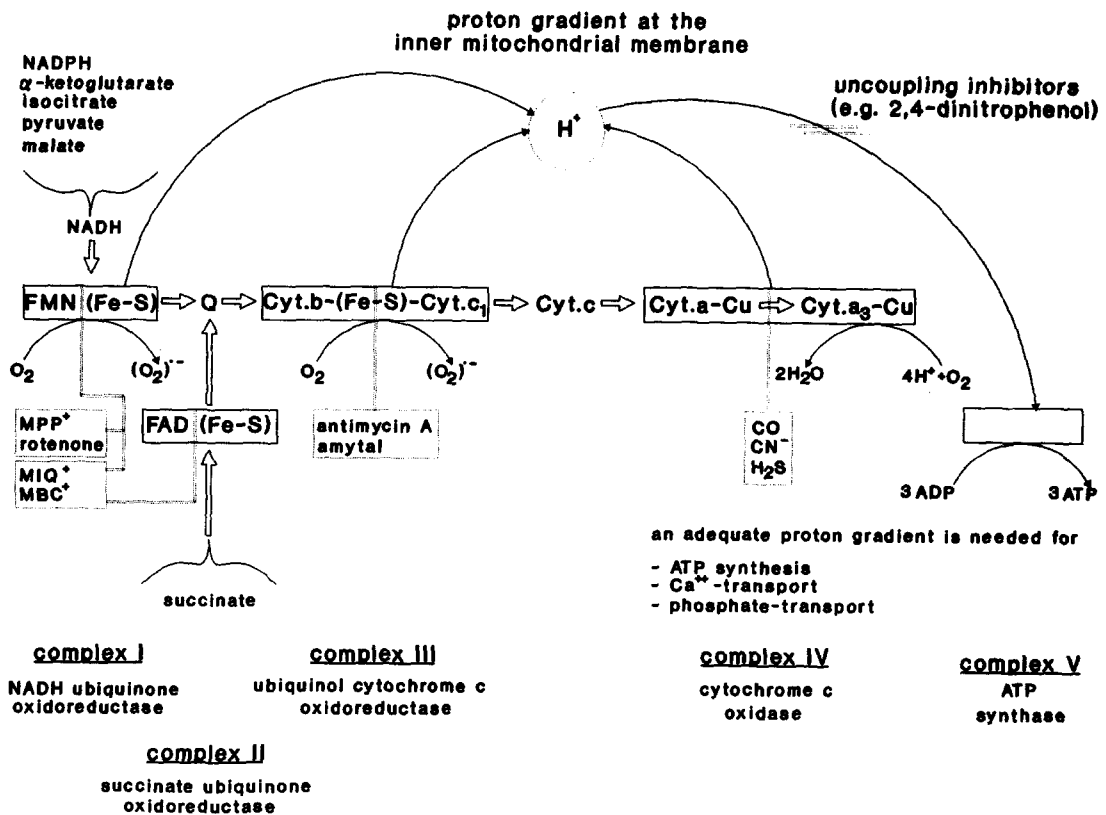 proton gradient at the
inner mitochondrial membrane
NADPH
α-ketoglutarate
isocitrate
pyruvate
malate
uncoupling inhibitors
(e.g. 2,4-dinitrophenol)
H⁺
NADH
FMN (Fe-S)
Q
Cyt.b-(Fe-S)-Cyt.c₁
Cyt.c
Cyt.a-Cu
Cyt.a₃-Cu
O₂
(O₂)·⁻
O₂
(O₂)·⁻
2H₂O
4H⁺+O₂
MPP⁺
rotenone
FAD (Fe-S)
antimycin A
amytal
CO
CN⁻
H₂S
MIQ⁺
MBC⁺
3 ADP
3 ATP
succinate
an adequate proton gradient is needed for
- ATP synthesis
- Ca⁺⁺-transport
- phosphate-transport
complex I
NADH ubiquinone
oxidoreductase
complex III
ubiquinol cytochrome c
oxidoreductase
complex IV
cytochrome c
oxidase
complex V
ATP
synthase
complex II
succinate ubiquinone
oxidoreductase